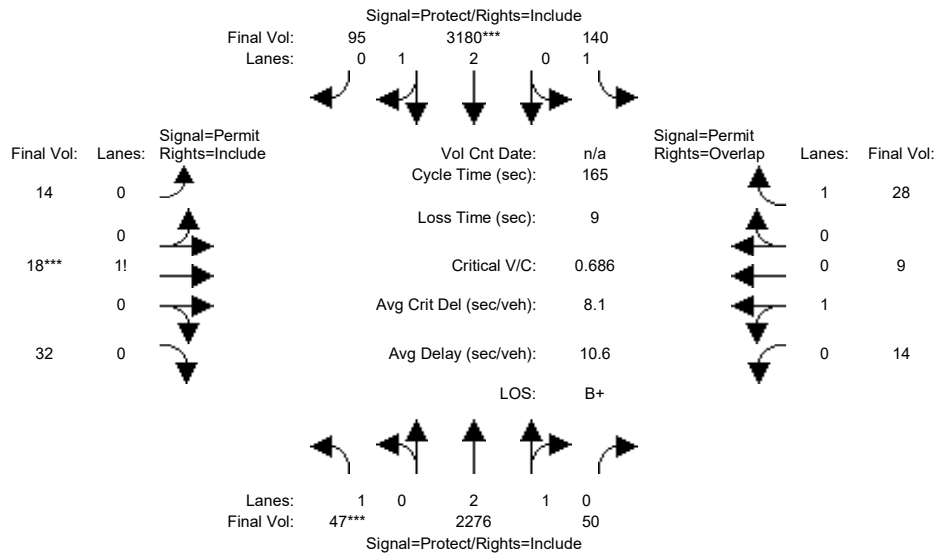 Signal=Protect/Rights=Include
Final Vol: 95 3180*** 140
Lanes: 0 1 2 0 1
Signal=Permit Signal=Permit
Final Vol: Lanes: Rights=Include Vol Cnt Date: n/a Rights=Overlap Lanes: Final Vol:
Cycle Time (sec): 165
14 0 1 28
Loss Time (sec): 9
0 0
18*** 1! Critical V/C: 0.686 0 9
0 Avg Crit Del (sec/veh): 8.1 1
32 0 Avg Delay (sec/veh): 10.6 0 14
LOS: B+
Lanes: 1 0 2 1 0
Final Vol: 47*** 2276 50
Signal=Protect/Rights=Include